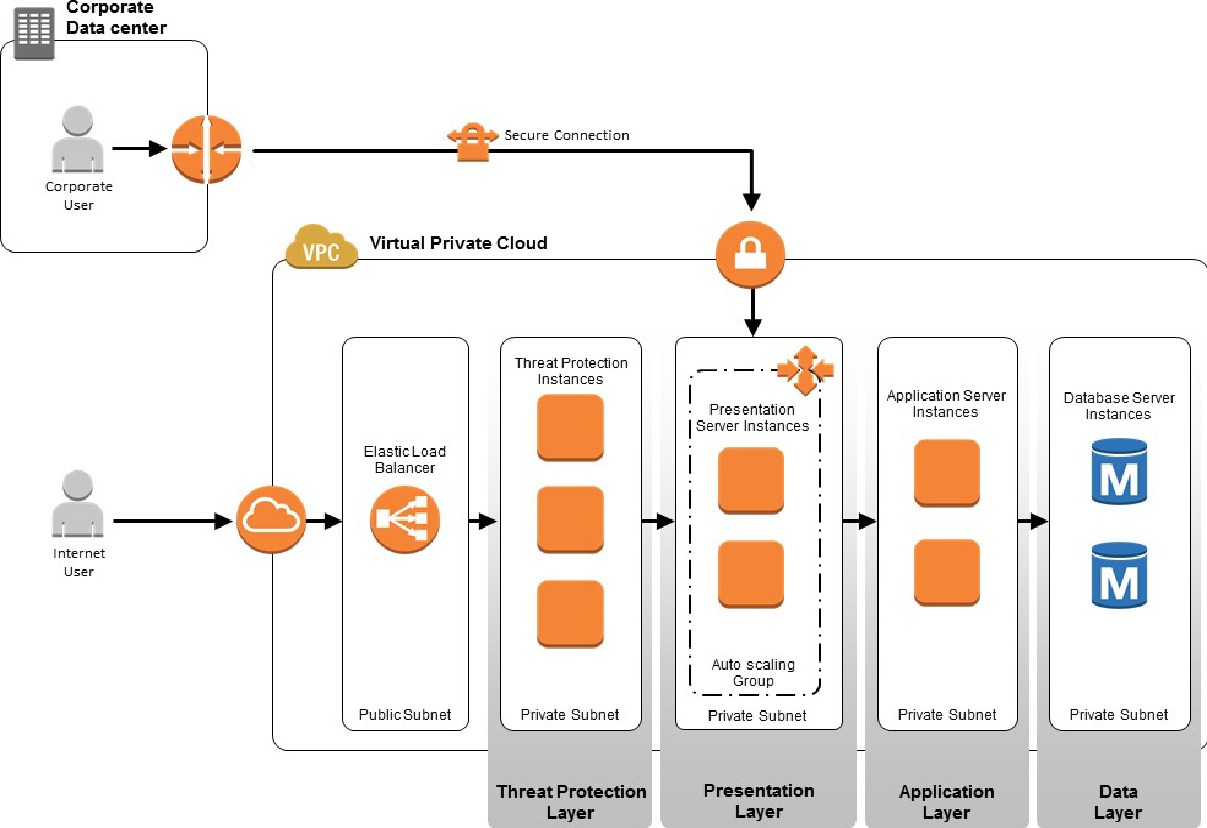 Corporate
Data center
Corporate
User
Secure Connection
VPC
Virtual Private Cloud
Internet
User
Elastic Load
Balancer
Public Subnet
Threat Protection
Instances
Private Subnet
Presentation
Server Instances
Auto scaling
Group
Private Subnet
Application Server
Instances
Private Subnet
Database Server
Instances
M
M
Private Subnet
Threat Protection
Layer
Presentation
Layer
Application
Layer
Data
Layer